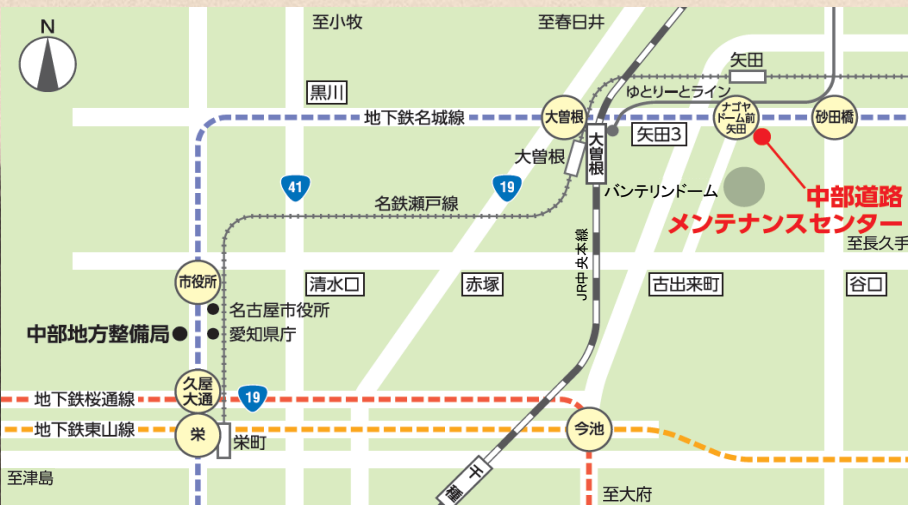 N
至小牧
至春日井
矢田
ゆとりーとライン
黒川
地下鉄名城線
大曽根
ナゴヤ
ドーム前
矢田
砂田橋
大曽根
矢田3
大曽根
41
19
バンテリンドーム
中部道路
メンテナンスセンター
名鉄瀬戸線
至長久手
JR中央本線
市役所
清水口
赤塚
古出来町
谷口
名古屋市役所
中部地方整備局
愛知県庁
久屋
大通
19
地下鉄桜通線
地下鉄東山線
栄
栄町
今池
至津島
千種
至大府